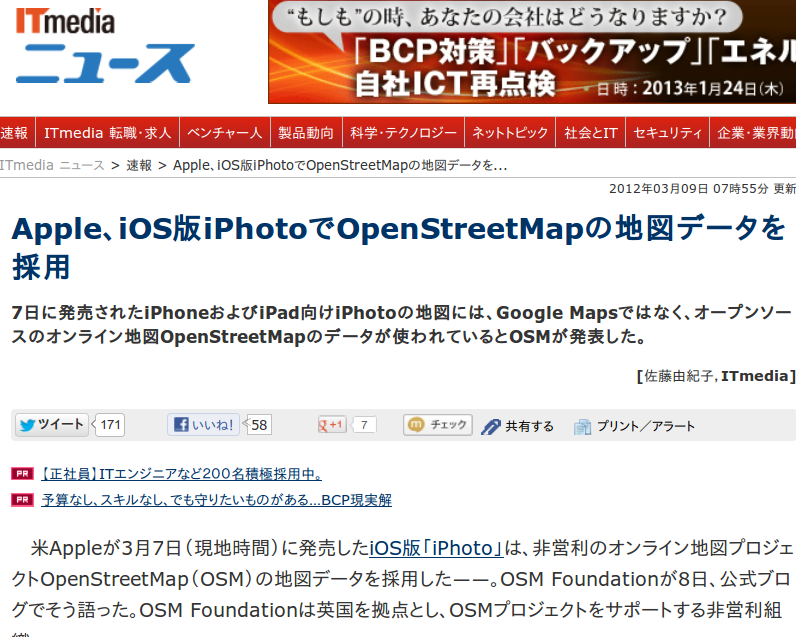 ITmedia
ニュース
“もしも”の時、あなたの会社はどうなりますか？
「BCP対策」「バックアップ」「エネル
自社ICT再点検
日時：2013年1月24日(木)
速報 ITmedia 転職・求人 ベンチャー人 製品動向 科学・テクノロジー ネットトピック 社会とIT セキュリティ 企業・業界動
ITmedia ニュース > 速報 > Apple、iOS版iPhotoでOpenStreetMapの地図データを...
2012年03月09日 07時55分 更新
Apple、iOS版iPhotoでOpenStreetMapの地図データを
採用
7日に発売されたiPhoneおよびiPad向けiPhotoの地図には、Google Mapsではなく、オープンソー
スのオンライン地図OpenStreetMapのデータが使われているとOSMが発表した。
[佐藤由紀子，ITmedia]
ツイート 171 いいね！ 58 +1 7 チェック 共有する プリント／アラート
PR 【正社員】ITエンジニアなど200名積極採用中。
PR 予算なし、スキルなし、でも守りたいものがある...BCP現実解
米Appleが3月7日（現地時間）に発売したiOS版「iPhoto」は、非営利のオンライン地図プロジェ
クトOpenStreetMap（OSM）の地図データを採用した――。OSM Foundationが8日、公式ブロ
グでそう語った。OSM Foundationは英国を拠点とし、OSMプロジェクトをサポートする非営利組